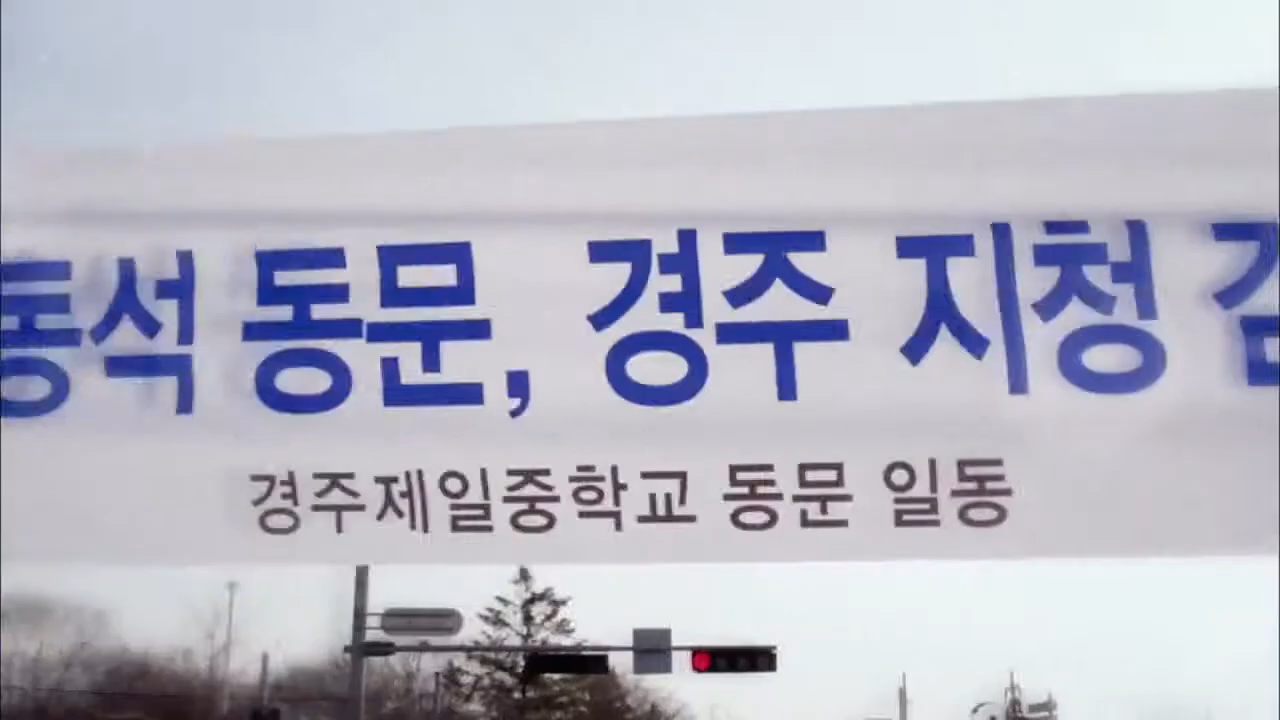 동석 동문, 경주 지청
경주제일중학교 동문 일동